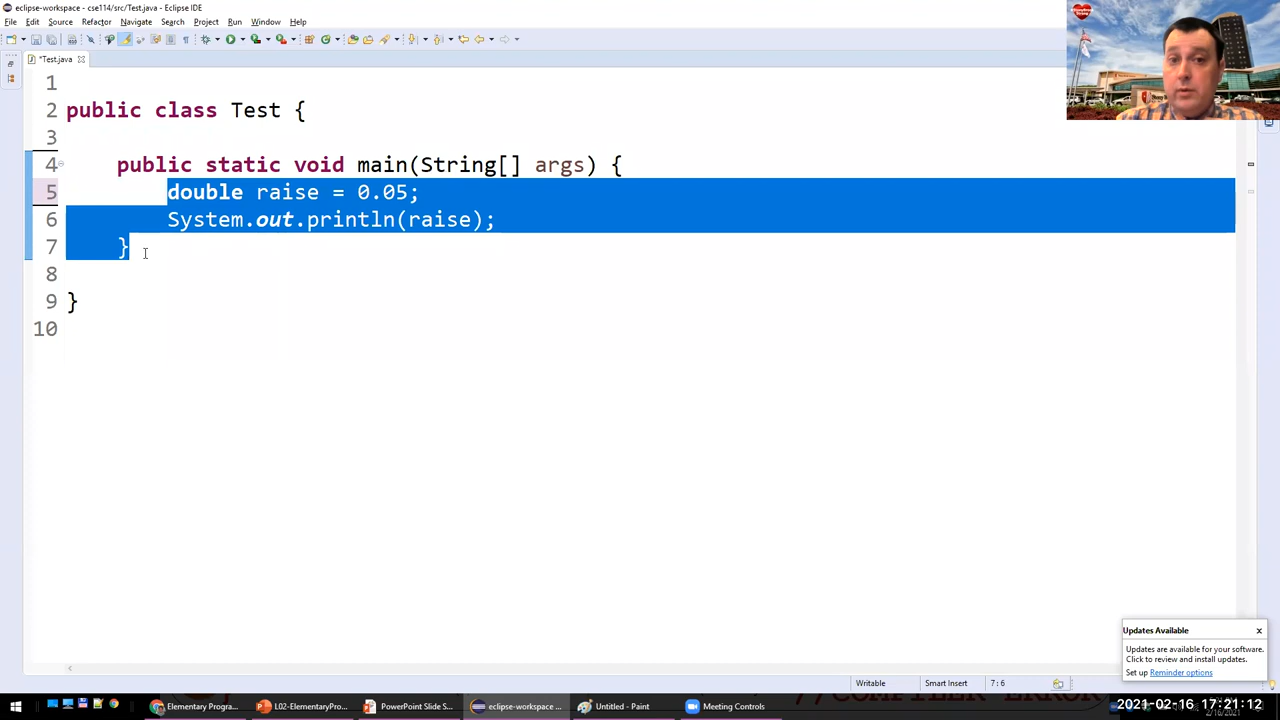 eclipse-workspace - cse114/src/Test.java - Eclipse IDE
File Edit Source Refactor Navigate Search Project Run Window Help
*Test.java
1
2 public class Test {
3
4 public static void main(String[] args) {
5 double raise = 0.05;
6 System.out.println(raise);
7 }
8
9 }
10
Updates Available
Updates are available for your software.
Click to review and install updates.
Set up Reminder options
Writable Smart Insert 7 : 6
Elementary Progra... L02-ElementaryPro... PowerPoint Slide S... eclipse-workspace ... Untitled - Paint Zoom Meeting Controls
2021-02-16 17:21:12
2/16/2021